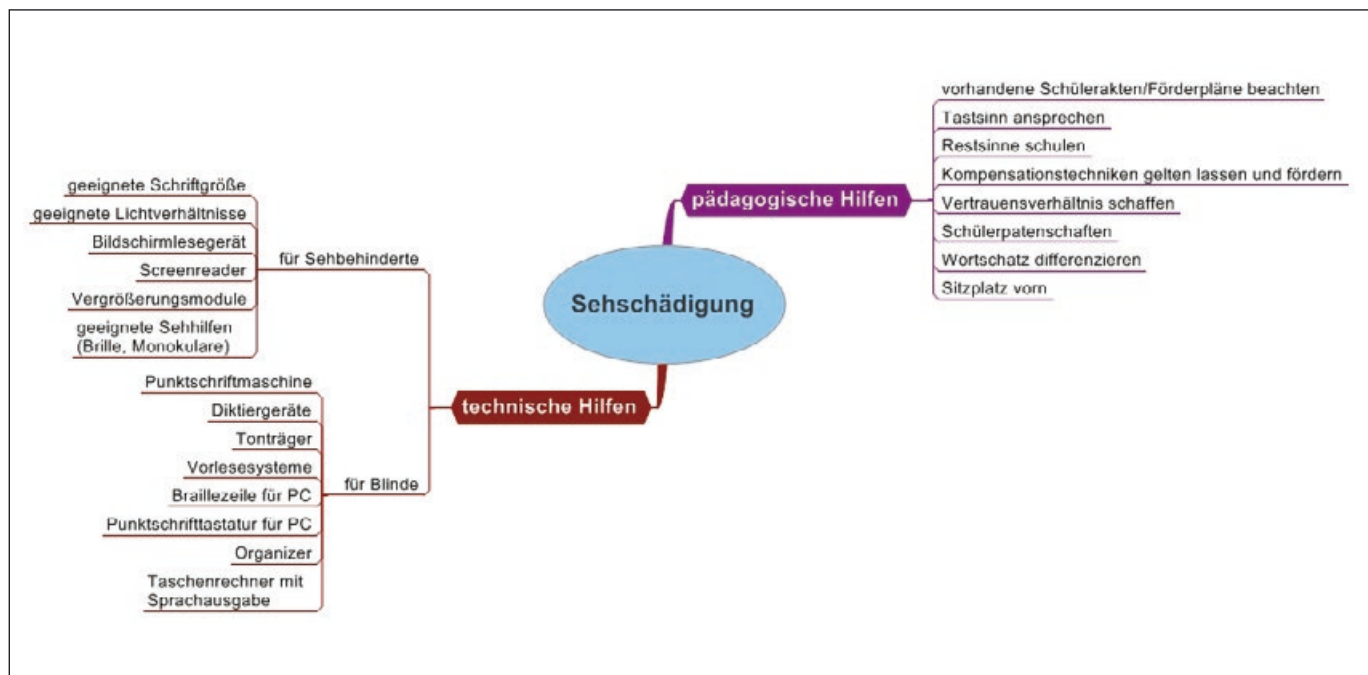 Sehschädigung
pädagogische Hilfen
vorhandene Schülerakten/Förderpläne beachten
Tastsinn ansprechen
Restsinne schulen
Kompensationstechniken gelten lassen und fördern
Vertrauensverhältnis schaffen
Schülerpatenschaften
Wortschatz differenzieren
Sitzplatz vorn
technische Hilfen
für Sehbehinderte
geeignete Schriftgröße
geeignete Lichtverhältnisse
Bildschirmlesegerät
Screenreader
Vergrößerungsmodule
geeignete Sehhilfen
(Brille, Monokulare)
für Blinde
Punktschriftmaschine
Diktiergeräte
Tonträger
Vorlesesysteme
Braillezeile für PC
Punktschrifttastatur für PC
Organizer
Taschenrechner mit
Sprachausgabe